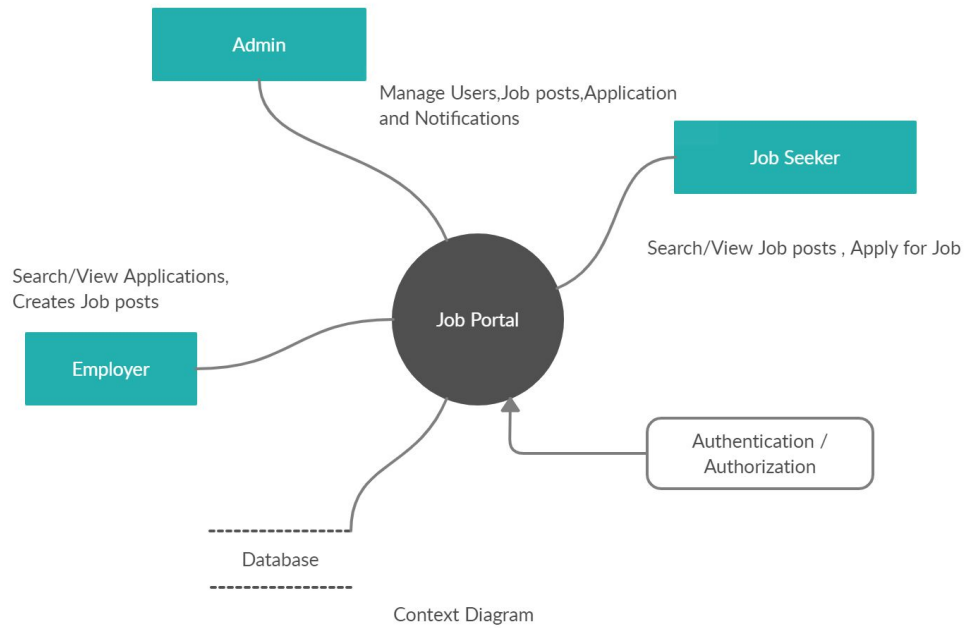 Admin
Manage Users,Job posts,Application
and Notifications
Job Seeker
Search/View Job posts , Apply for Job
Search/View Applications,
Creates Job posts
Job Portal
Employer
Authentication /
Authorization
Database
Context Diagram